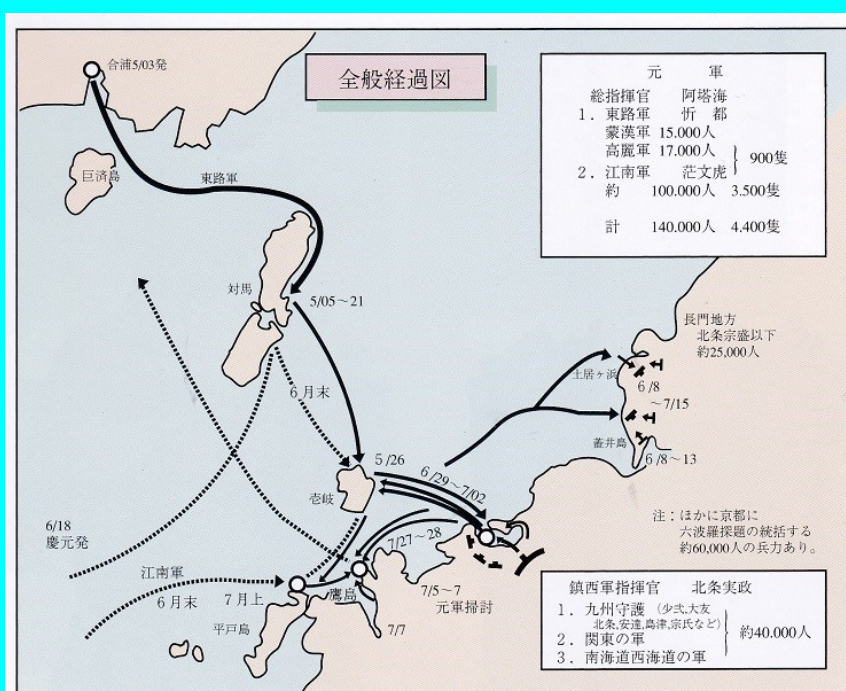 全般経過図
合浦5/03発
巨済島
東路軍
対馬
5/05～21
6月末
5/26
6/29～7/02
壱岐
6/18
慶元発
江南軍
6月末
7月上
平戸島
鷹島
7/27～28
7/5～7
元軍掃討
7/7
元　軍
総指揮官　阿塔海
1．東路軍　忻都
蒙漢軍 15.000人
高麗軍 17.000人
900隻
2．江南軍　茫文虎
約　100.000人　3.500隻
計　140.000人　4.400隻
長門地方
北条宗盛以下
約25,000人
土居ヶ浜
6/8
～7/15
蓋井島
6/8～13
注：ほかに京都に
六波羅探題の統括する
約60,000人の兵力あり。
鎮西軍指揮官　北条実政
1．九州守護（少弐,大友
北条,安達,島津,宗氏など）
2．関東の軍
3．南海道西海道の軍
約40.000人